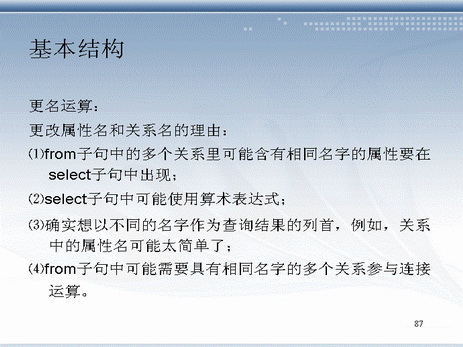 基本结构
更名运算：
更改属性名和关系名的理由：
⑴from子句中的多个关系里可能含有相同名字的属性要在
select子句中出现；
⑵select子句中可能使用算术表达式；
⑶确实想以不同的名字作为查询结果的列首，例如，关系
中的属性名可能太简单了；
⑷from子句中可能需要具有相同名字的多个关系参与连接
运算。
87